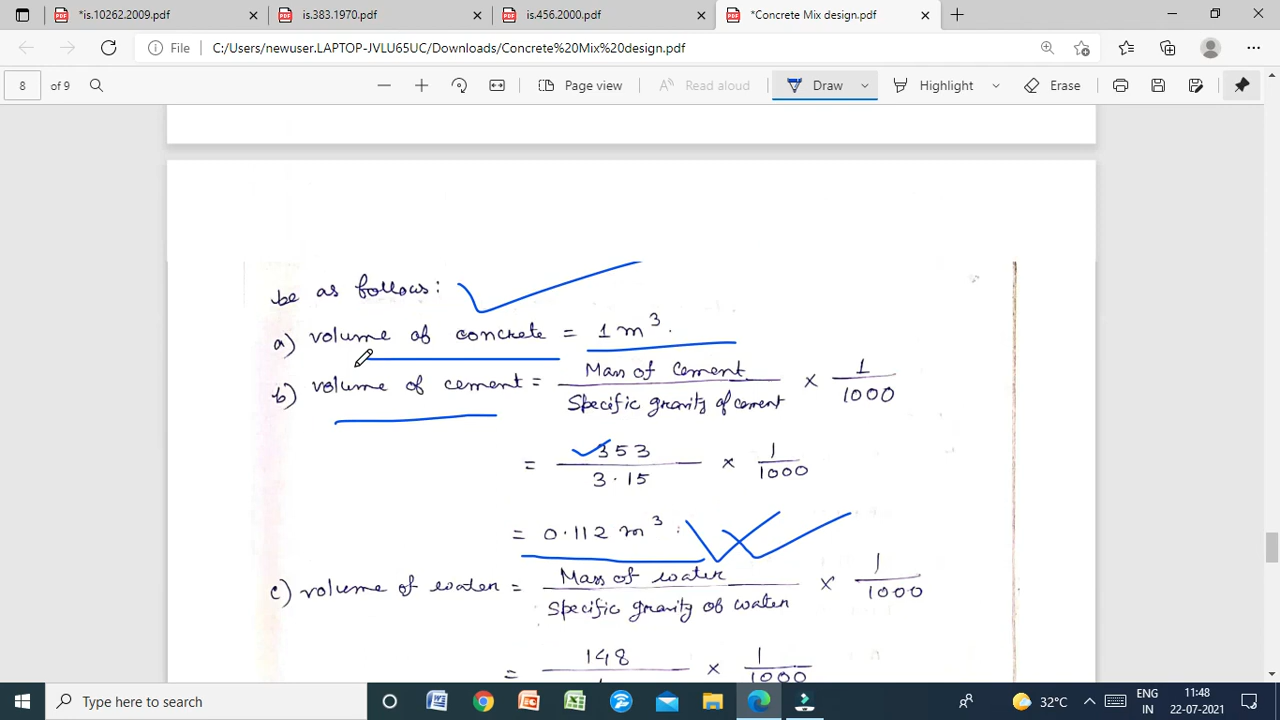 *is.10262.2009.pdf
is.383.1970.pdf
is.456.2000.pdf
*Concrete Mix design.pdf
File
C:/Users/newuser.LAPTOP-JVLU65UC/Downloads/Concrete%20Mix%20design.pdf
8 of 9
Page view
Read aloud
Draw
Highlight
Erase
be as follows:
a) volume of concrete = 1 m³.
b) volume of cement = Mass of cement / Specific gravity of cement × 1/1000
= 353 / 3.15 × 1/1000
= 0.112 m³.
c) volume of water = Mass of water / Specific gravity of water × 1/1000
= 148 × 1/1000
Type here to search
32°C
ENG
IN
11:48
22-07-2021